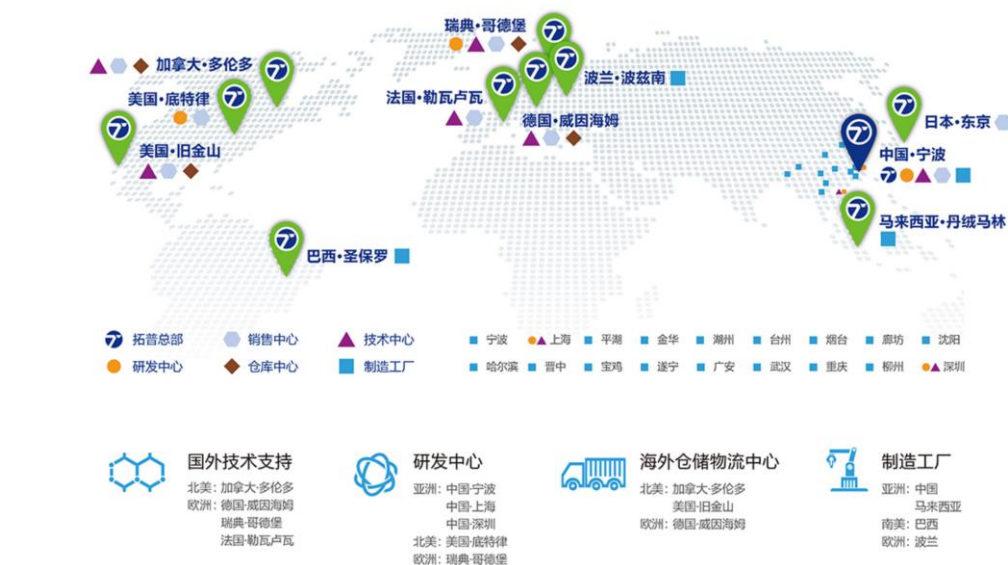 瑞典·哥德堡
加拿大·多伦多
波兰·波兹南
美国·底特律
法国·勒瓦卢瓦
德国·威因海姆
日本·东京
美国·旧金山
中国·宁波
马来西亚·丹绒马林
巴西·圣保罗
拓普总部 销售中心 技术中心
研发中心 仓库中心 制造工厂
宁波 上海 平湖 金华 湖州 台州 烟台 廊坊 沈阳
哈尔滨 晋中 宝鸡 遂宁 广安 武汉 重庆 柳州 深圳
国外技术支持
北美：加拿大·多伦多
欧洲：德国·威因海姆
瑞典·哥德堡
法国·勒瓦卢瓦
研发中心
亚洲：中国·宁波
中国·上海
中国·深圳
北美：美国·底特律
欧洲：瑞典·哥德堡
海外仓储物流中心
北美：加拿大·多伦多
美国·旧金山
欧洲：德国·威因海姆
制造工厂
亚洲：中国
马来西亚
南美：巴西
欧洲：波兰